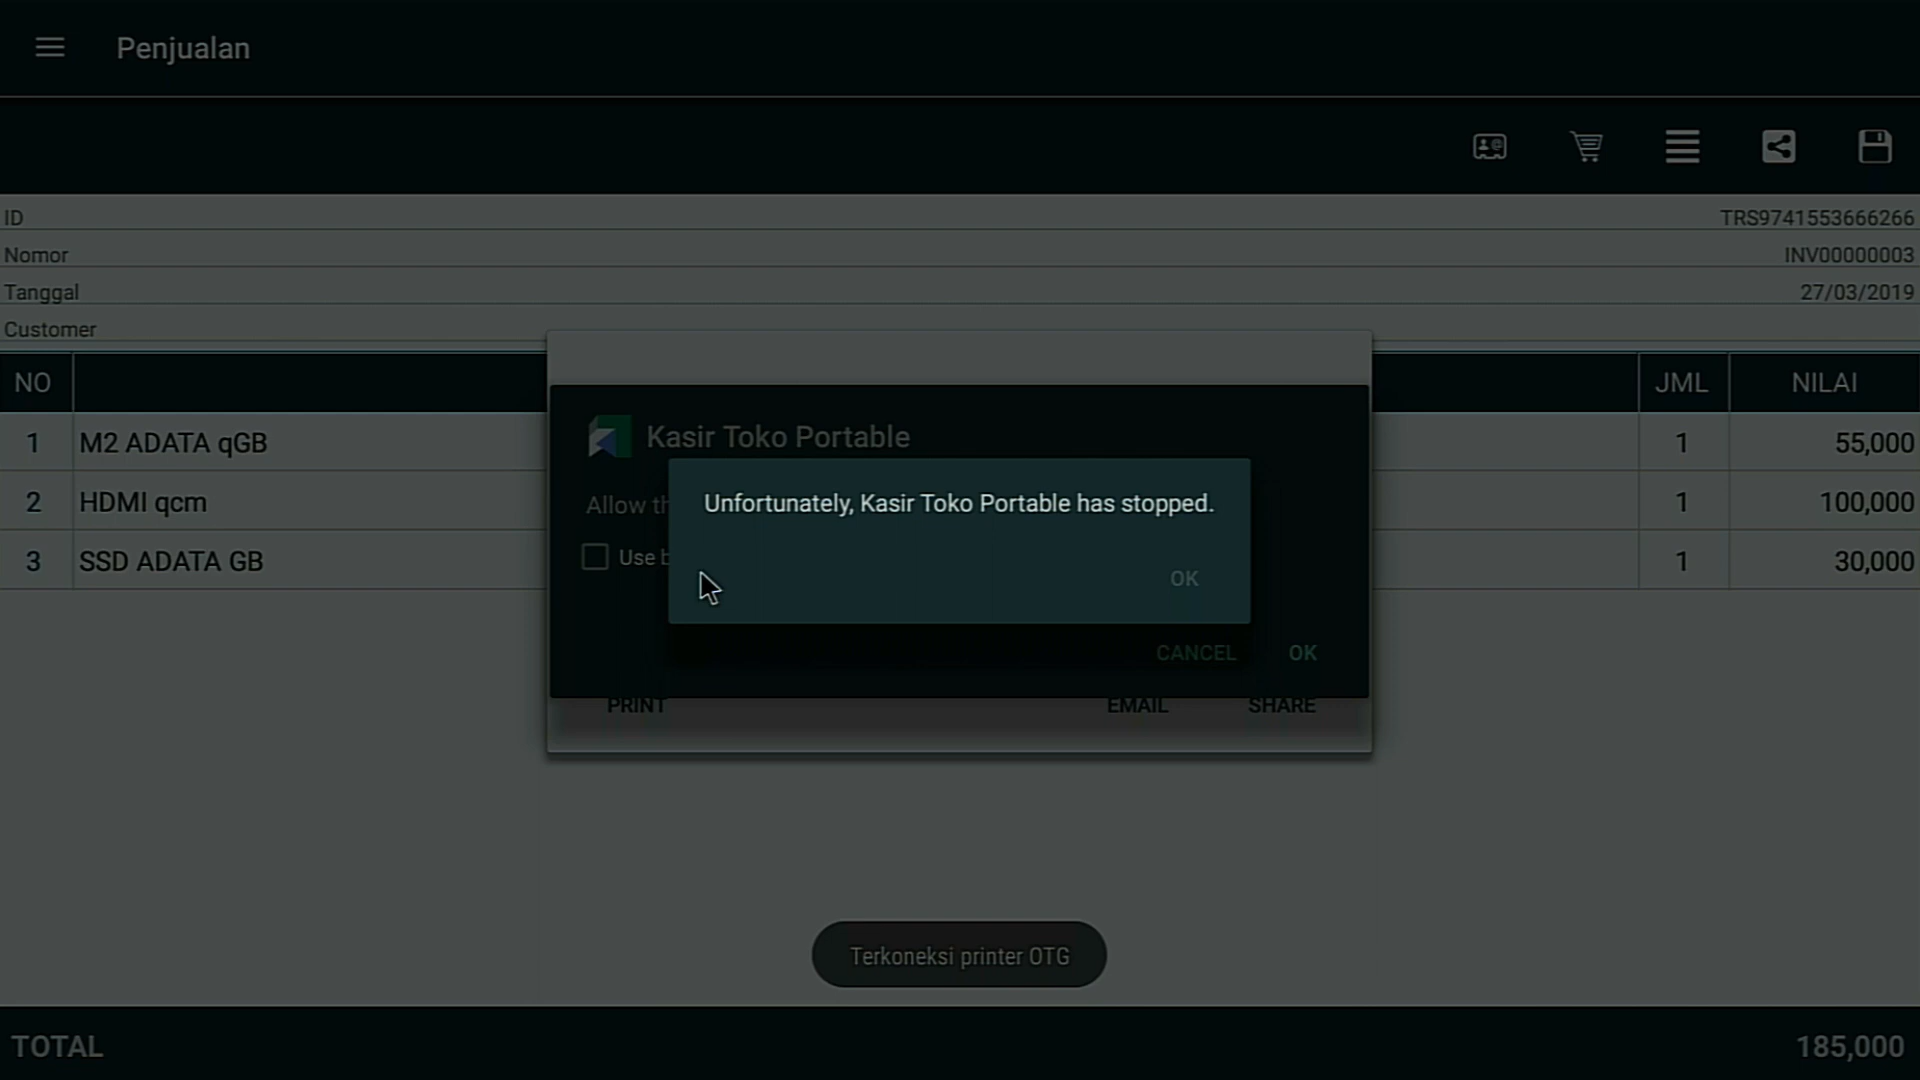 Penjualan
ID TRS9741553666266
Nomor INV00000003
Tanggal 27/03/2019
Customer
NO JML NILAI
1 M2 ADATA qGB 1 55,000
2 HDMI qcm 1 100,000
3 SSD ADATA GB 1 30,000
Kasir Toko Portable
Allow
Use
Unfortunately, Kasir Toko Portable has stopped.
OK
CANCEL OK
PRINT EMAIL SHARE
Terkoneksi printer OTG
TOTAL 185,000